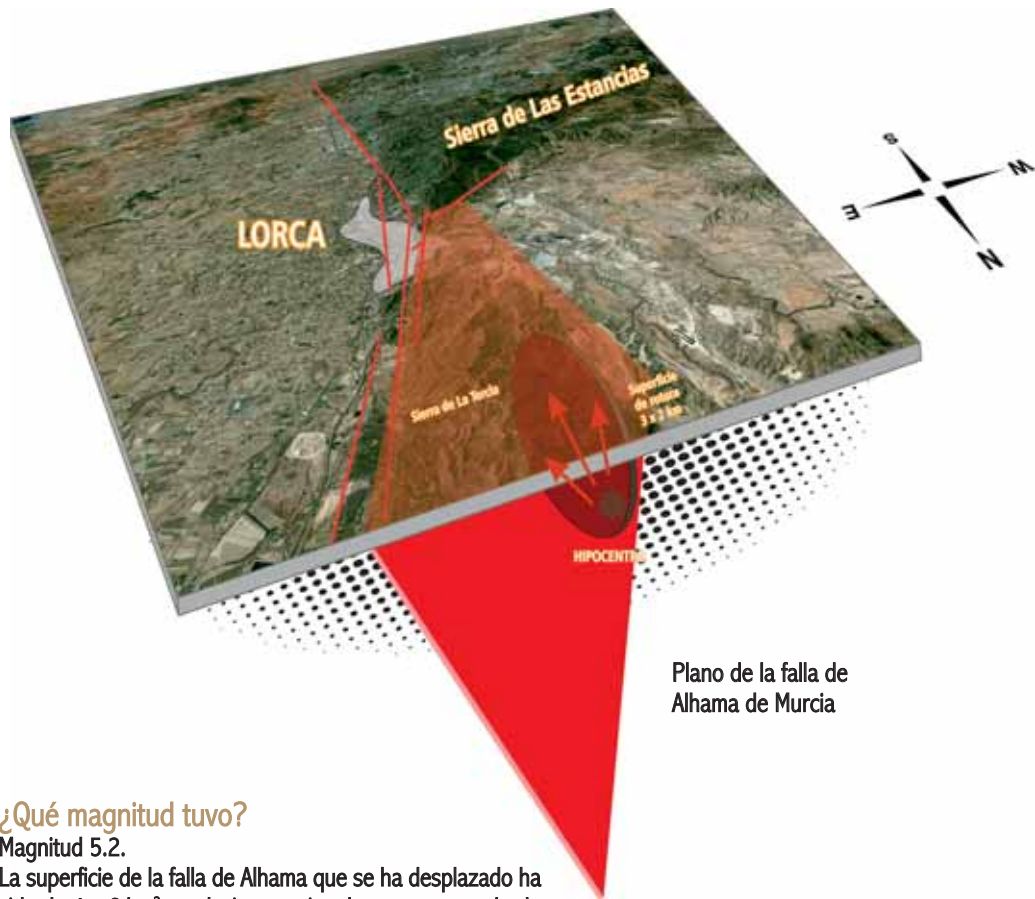 Sierra de Las Estancias
S
W
E
N
LORCA
Sierra de La Tercia
Superficie
de rotura
3 x
HIPOCENTRO
Plano de la falla de
Alhama de Murcia
¿Qué magnitud tuvo?
Magnitud 5.2.
La superficie de la falla de Alhama que se ha desplazado ha